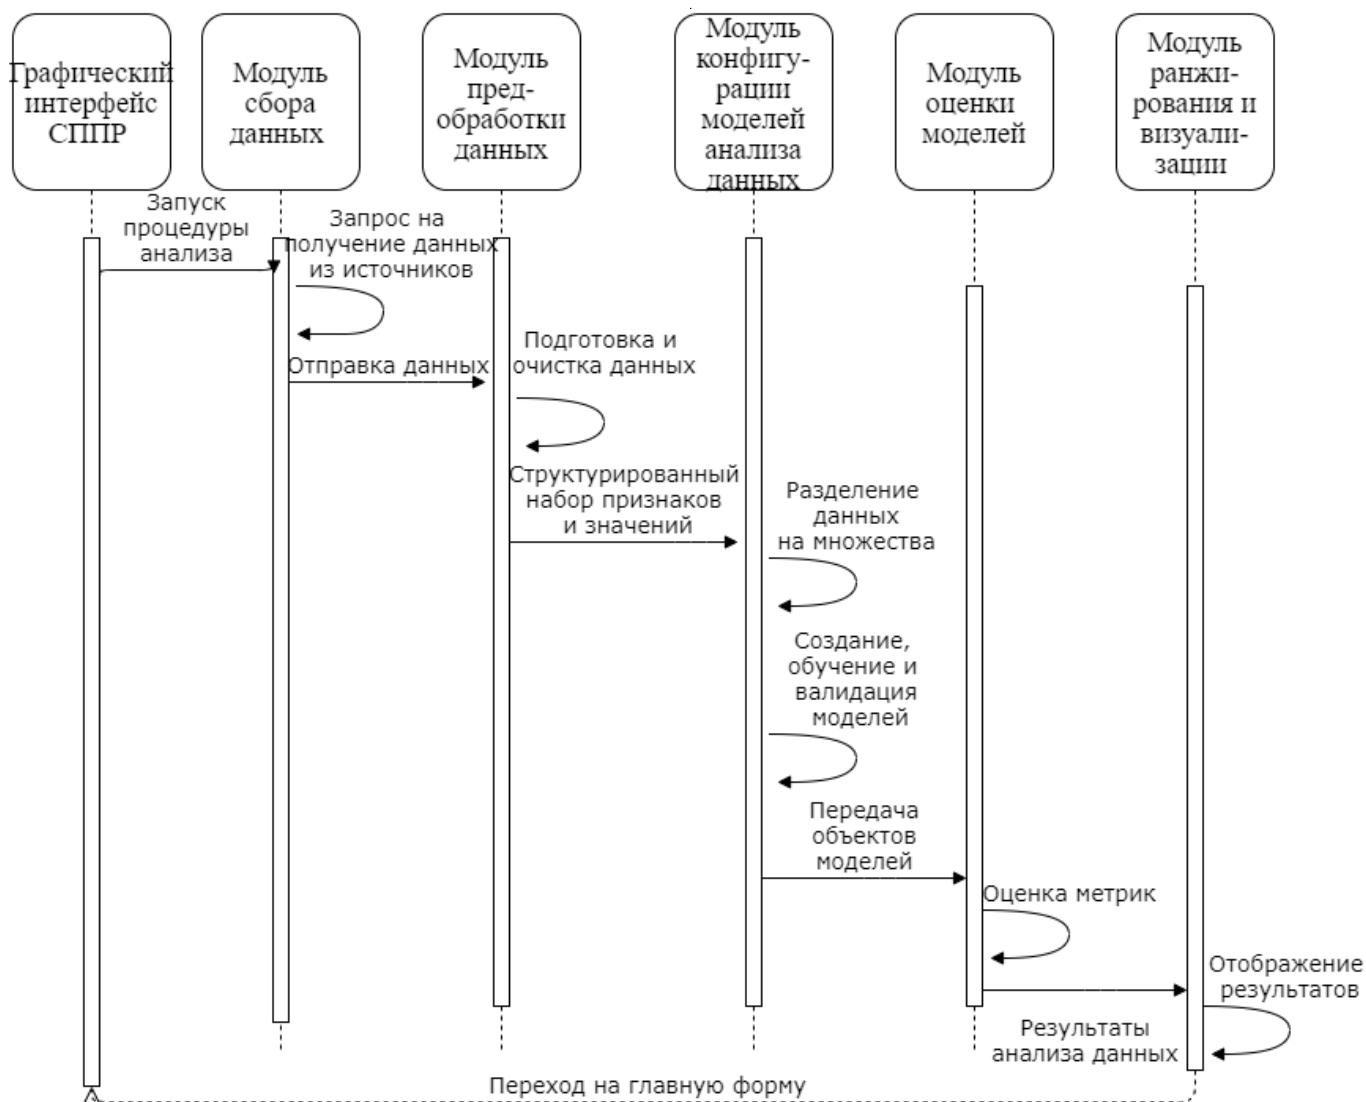 Графический
интерфейс
СППР
Модуль
сбора
данных
Модуль
пред-
обработки
данных
Модуль
конфигу-
рации
моделей
анализа
данных
Модуль
оценки
моделей
Модуль
ранжи-
рования и
визуали-
зации
Запуск
процедуры
анализа
Запрос на
получение данных
из источников
Отправка данных
Подготовка и
очистка данных
Структурированный
набор признаков
и значений
Разделение
данных
на множества
Создание,
обучение и
валидация
моделей
Передача
объектов
моделей
Оценка метрик
Отображение
результатов
Результаты
анализа данных
Переход на главную форму